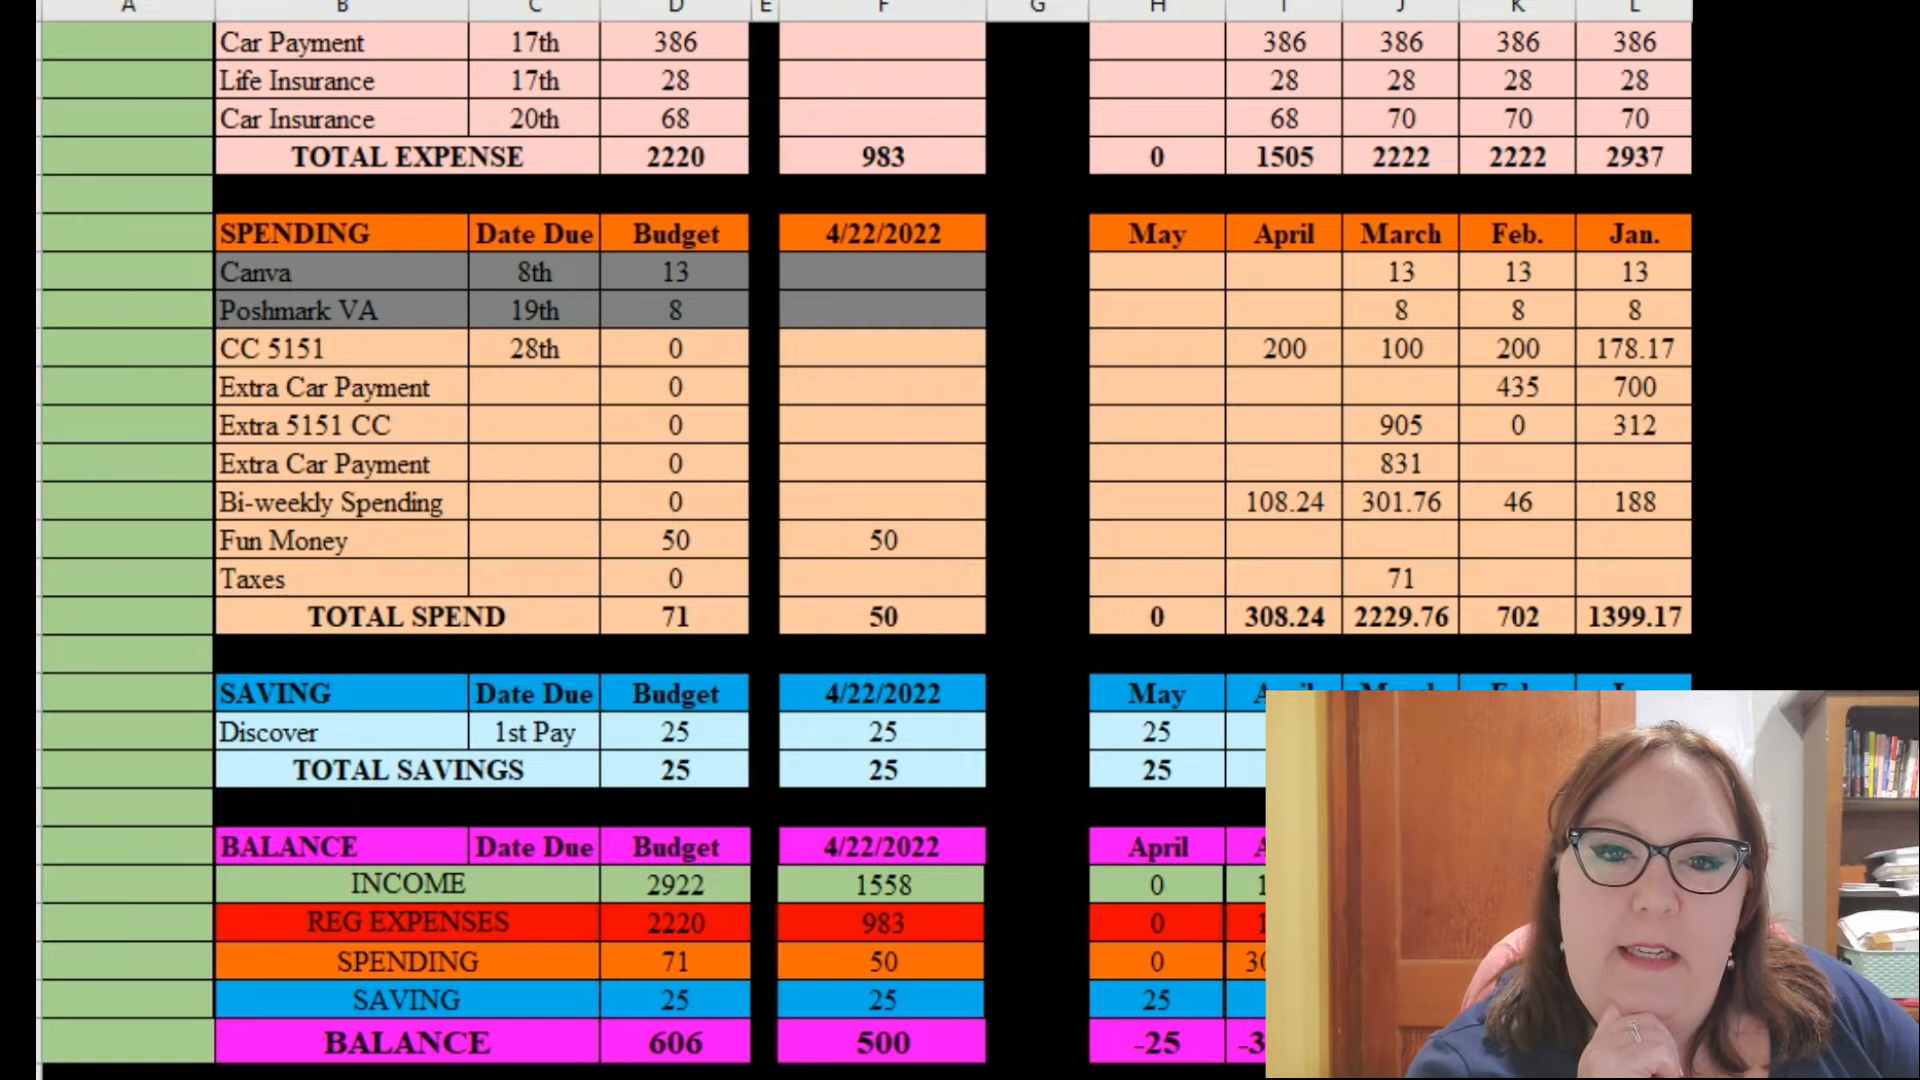 A B C D E F G H I J K L
Car Payment 17th 386 386 386 386 386
Life Insurance 17th 28 28 28 28 28
Car Insurance 20th 68 68 70 70 70
TOTAL EXPENSE 2220 983 0 1505 2222 2222 2937
SPENDING Date Due Budget 4/22/2022 May April March Feb. Jan.
Canva 8th 13 13 13 13
Poshmark VA 19th 8 8 8 8
CC 5151 28th 0 200 100 200 178.17
Extra Car Payment 0 435 700
Extra 5151 CC 0 905 0 312
Extra Car Payment 0 831
Bi-weekly Spending 0 108.24 301.76 46 188
Fun Money 50 50
Taxes 0 71
TOTAL SPEND 71 50 0 308.24 2229.76 702 1399.17
SAVING Date Due Budget 4/22/2022 May
Discover 1st Pay 25 25 25
TOTAL SAVINGS 25 25 25
BALANCE Date Due Budget 4/22/2022 April
INCOME 2922 1558 0
REG EXPENSES 2220 983 0
SPENDING 71 50 0
SAVING 25 25 25
BALANCE 606 500 -25